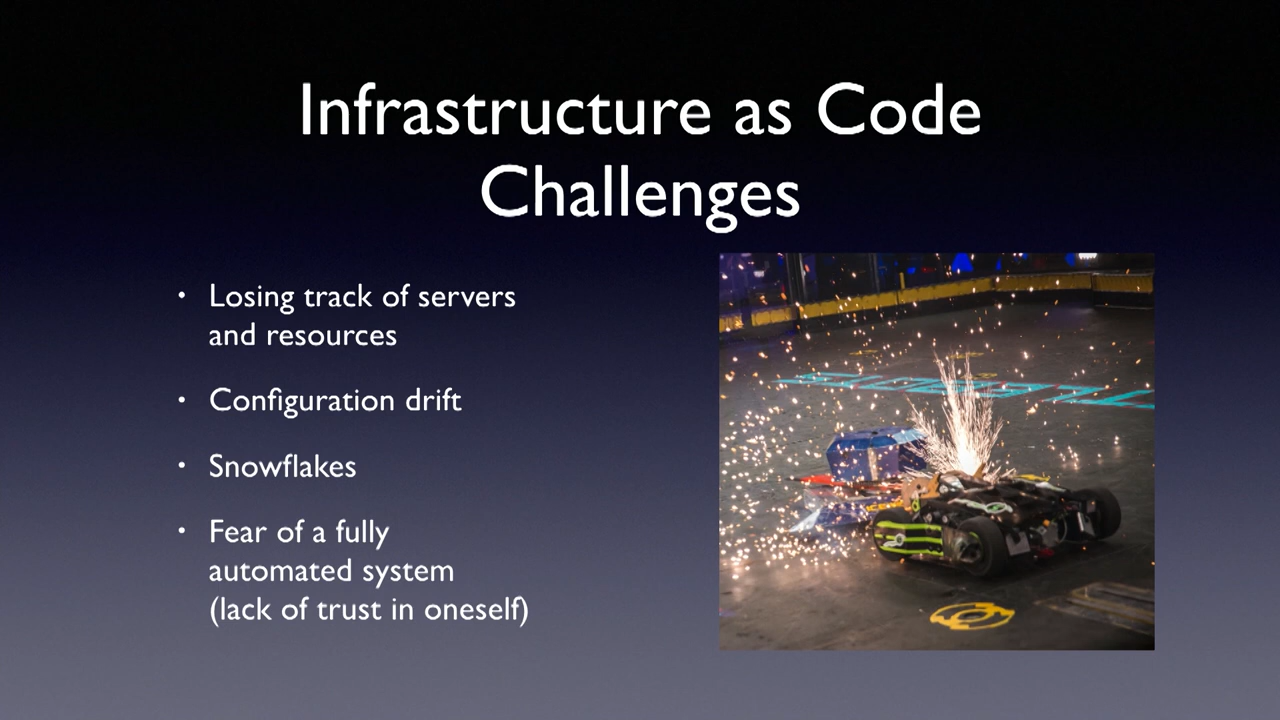 Infrastructure as Code
Challenges
• Losing track of servers
and resources
• Configuration drift
• Snowflakes
• Fear of a fully
automated system
(lack of trust in oneself)